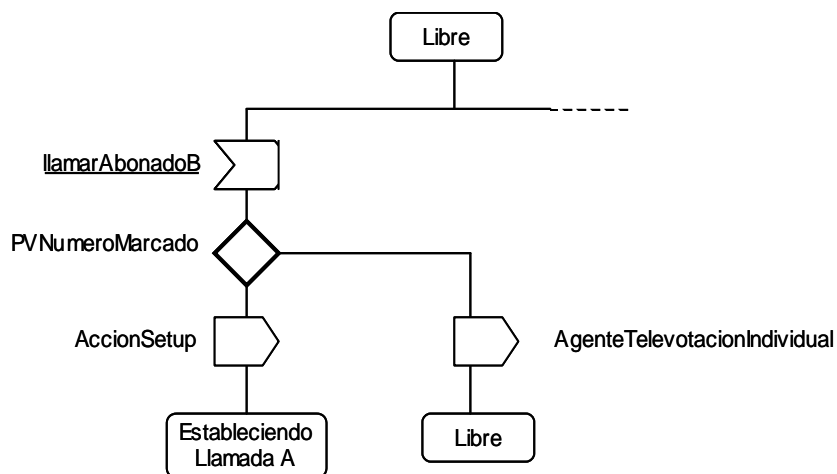 Libre
llamarAbonadoB
PVNumeroMarcado
AccionSetup
AgenteTelevotacionIndividual
Estableciendo
Llamada A
Libre